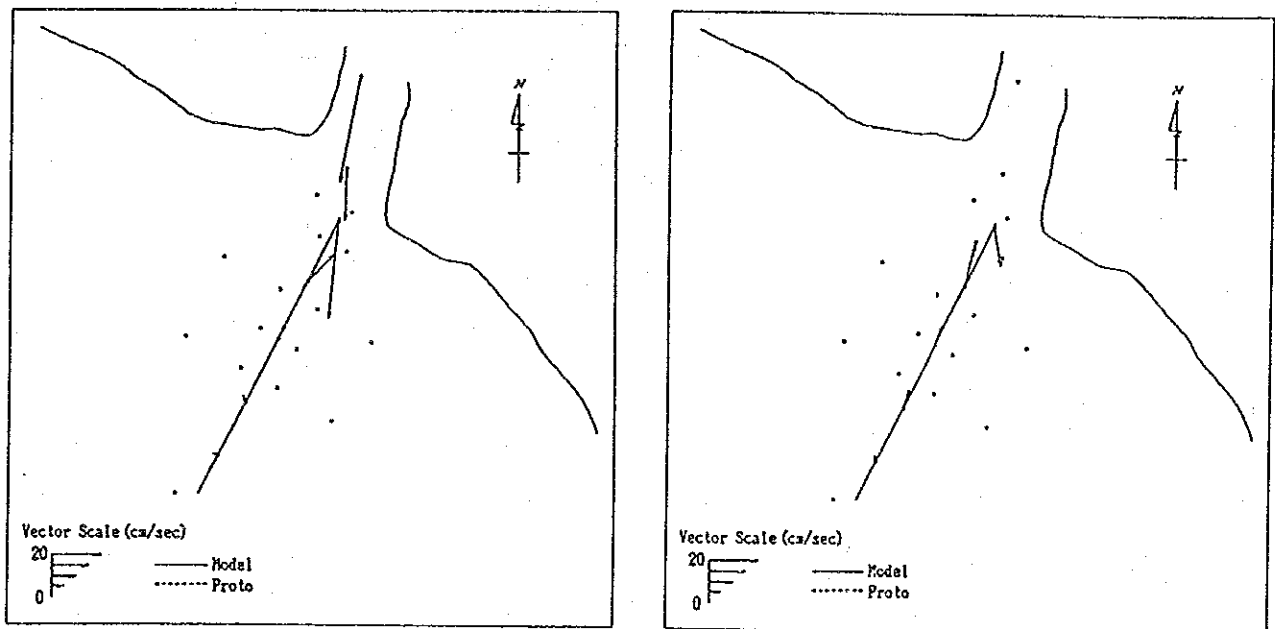 N
Vector Scale (cm/sec)
20
0
Model
Proto
N
Vector Scale (cm/sec)
20
0
Model
Proto